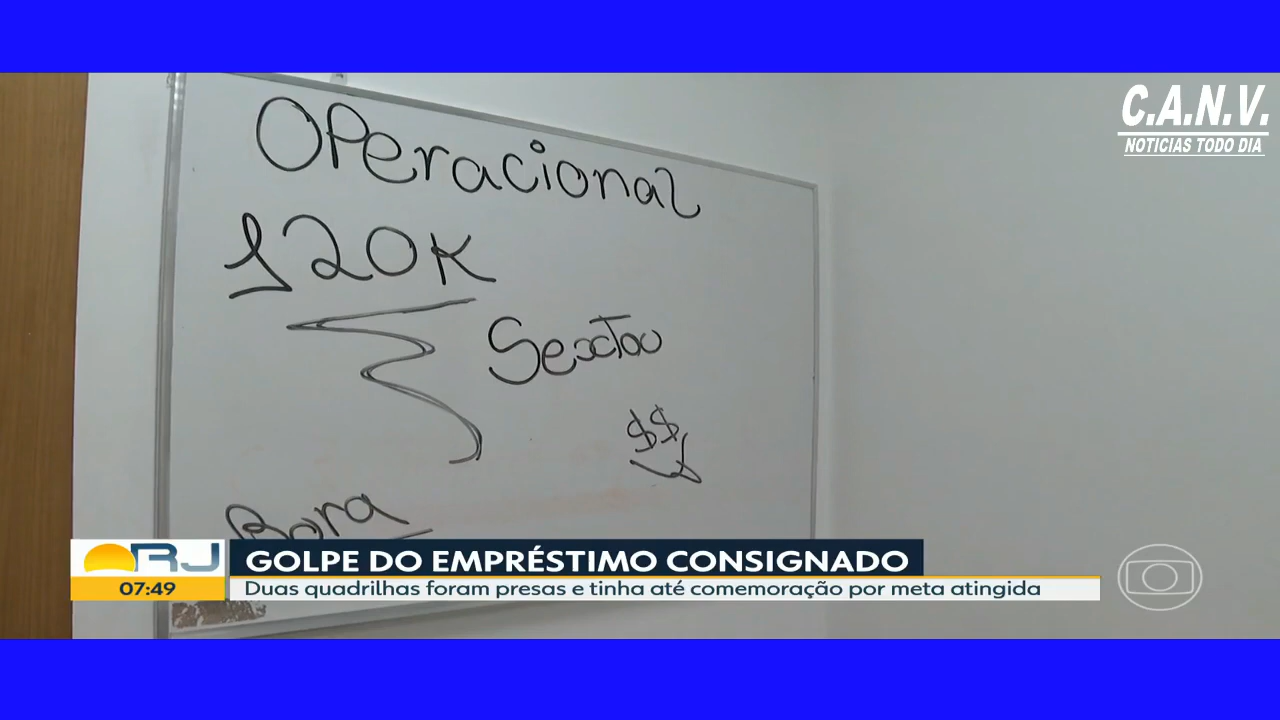 C.A.N.V.
NOTICIAS TODO DIA
OPeracional
120K
Sextou
$$
Bora
RJ
GOLPE DO EMPRÉSTIMO CONSIGNADO
07:49
Duas quadrilhas foram presas e tinha até comemoração por meta atingida